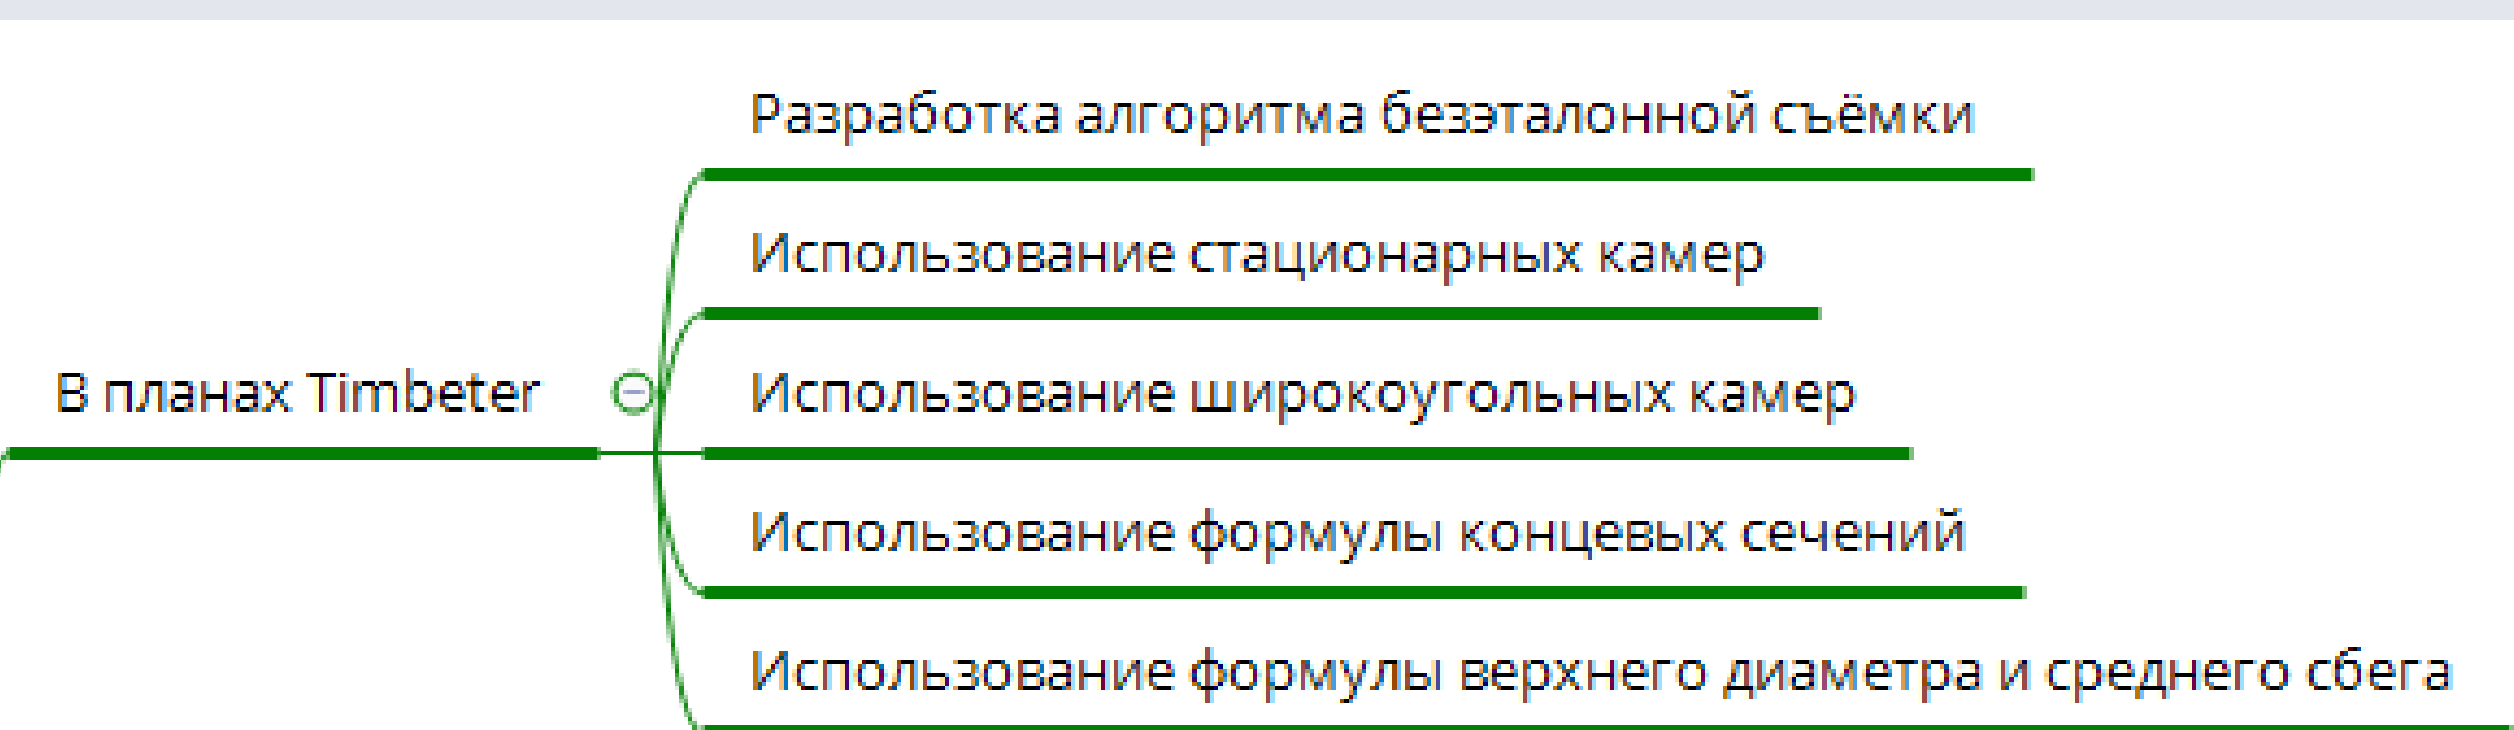 Разработка алгоритма безэталонной съёмки
Использование стационарных камер
В планах Timbeter
Использование широкоугольных камер
Использование формулы концевых сечений
Использование формулы верхнего диаметра и среднего сбега